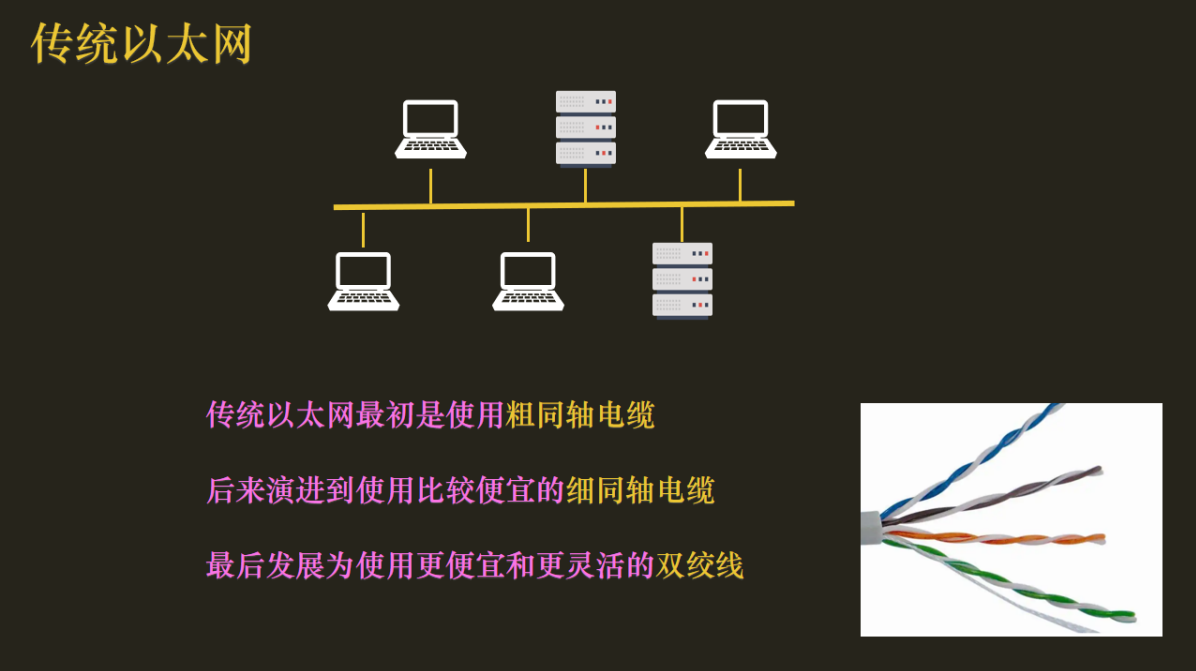 传统以太网
传统以太网最初是使用粗同轴电缆
后来演进到使用比较便宜的细同轴电缆
最后发展为使用更便宜和更灵活的双绞线